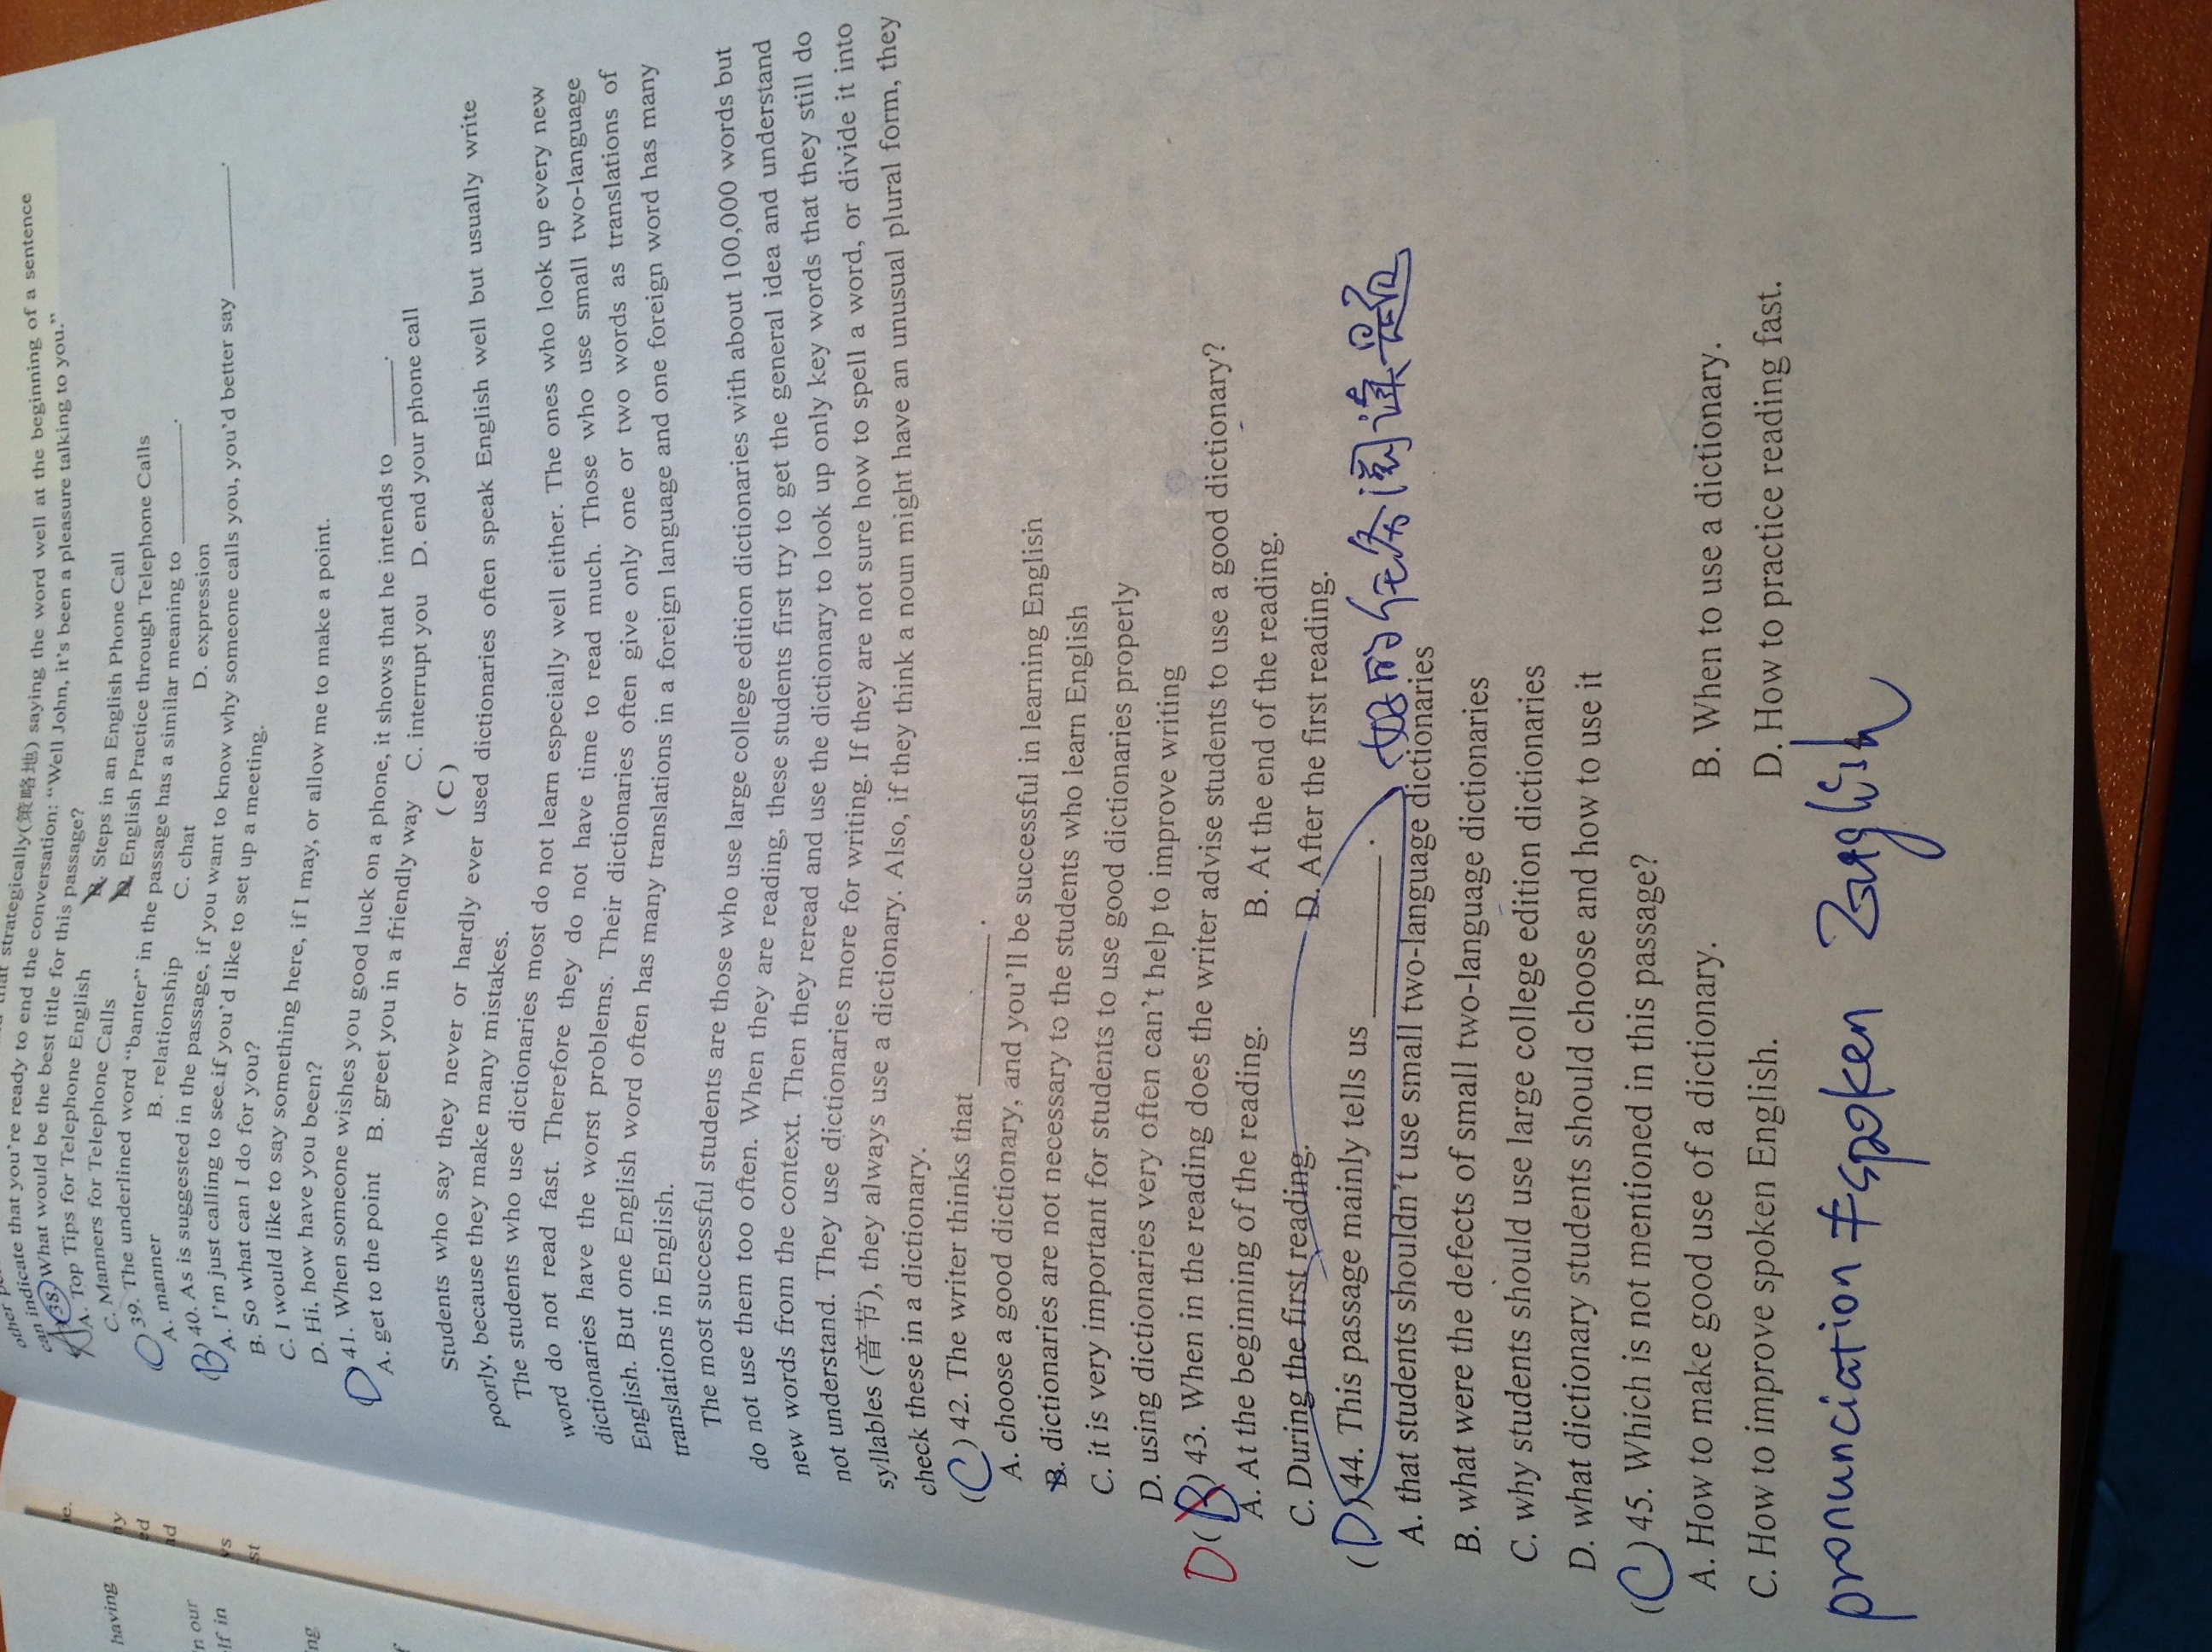 having
n our
lf in
ng
f
e.
ay
ed
nd
ys
st
other
that strategically(策略地) saying the word well at the beginning of a sentence
can indicate that you're ready to end the conversation: “Well John, it's been a pleasure talking to you.”
A 38. What would be the best title for this passage?
A. Top Tips for Telephone English B. Steps in an English Phone Call
C. Manners for Telephone Calls D. English Practice through Telephone Calls
C 39. The underlined word “banter” in the passage has a similar meaning to ________.
A. manner B. relationship C. chat D. expression
B) 40. As is suggested in the passage, if you want to know why someone calls you, you'd better say ________.
A. I'm just calling to see if you'd like to set up a meeting.
B. So what can I do for you?
C. I would like to say something here, if I may, or allow me to make a point.
D. Hi, how have you been?
D 41. When someone wishes you good luck on a phone, it shows that he intends to ______.
A. get to the point B. greet you in a friendly way C. interrupt you D. end your phone call
( C )
Students who say they never or hardly ever used dictionaries often speak English well but usually write
poorly, because they make many mistakes.
The students who use dictionaries most do not learn especially well either. The ones who look up every new
word do not read fast. Therefore they do not have time to read much. Those who use small two-language
dictionaries have the worst problems. Their dictionaries often give only one or two words as translations of
English. But one English word often has many translations in a foreign language and one foreign word has many
translations in English.
The most successful students are those who use large college edition dictionaries with about 100,000 words but
do not use them too often. When they are reading, these students first try to get the general idea and understand
new words from the context. Then they reread and use the dictionary to look up only key words that they still do
not understand. They use dictionaries more for writing. If they are not sure how to spell a word, or divide it into
syllables (音节), they always use a dictionary. Also, if they think a noun might have an unusual plural form, they
check these in a dictionary.
(C) 42. The writer thinks that ________.
A. choose a good dictionary, and you'll be successful in learning English
B. dictionaries are not necessary to the students who learn English
C. it is very important for students to use good dictionaries properly
D. using dictionaries very often can't help to improve writing
D (B) 43. When in the reading does the writer advise students to use a good dictionary?
A. At the beginning of the reading. B. At the end of the reading.
C. During the first reading. D. After the first reading.
(D) 44. This passage mainly tells us ________.
好的任务阅读题
A. that students shouldn't use small two-language dictionaries
B. what were the defects of small two-language dictionaries
C. why students should use large college edition dictionaries
D. what dictionary students should choose and how to use it
(C) 45. Which is not mentioned in this passage?
A. How to make good use of a dictionary. B. When to use a dictionary.
C. How to improve spoken English. D. How to practice reading fast.
pronunciation ≠ spoken English